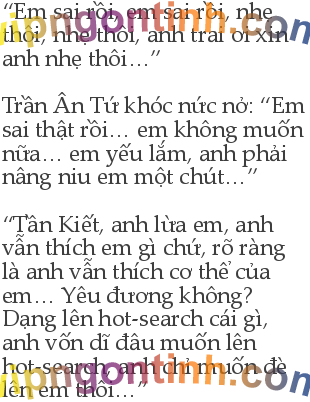 “Em sai rồi, em sai rồi, nhẹ
thôi, nhẹ thôi, anh trai ơi xin
anh nhẹ thôi…”
Trần Ân Tứ khóc nức nở: “Em
sai thật rồi… em không muốn
nữa… em yếu lắm, anh phải
nâng niu em một chút…”
“Tần Kiết, anh lừa em, anh
vẫn thích em gì chứ, rõ ràng
là anh vẫn thích cơ thể của
em… Yêu đương không?
Dạng lên hot-search cái gì,
anh vốn dĩ đâu muốn lên
hot-search, anh chỉ muốn đè
lên em thôi…”
vipngontinh.com
vipngontinh.com